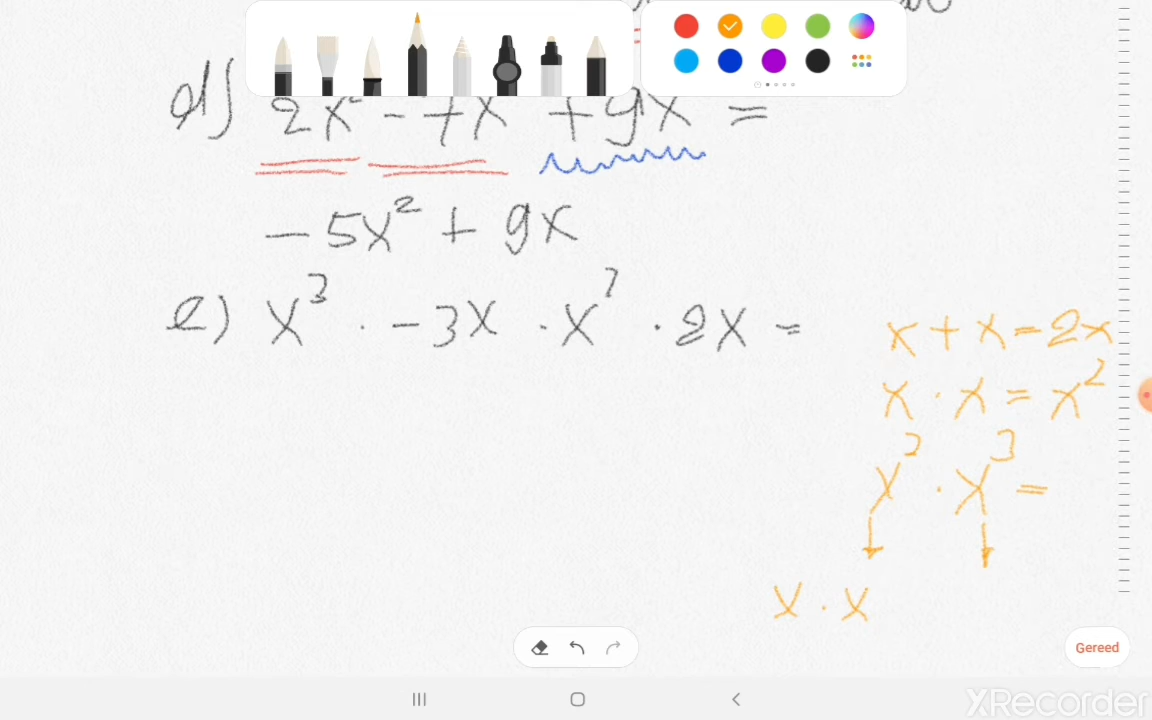 d) 2x² - 7x² + 9x =
- 5x² + 9x
e) x³ · - 3x · x⁷ · 2x =
x + x = 2x
x · x = x²
x² · x³ =
x · x
Gereed
XRecorder